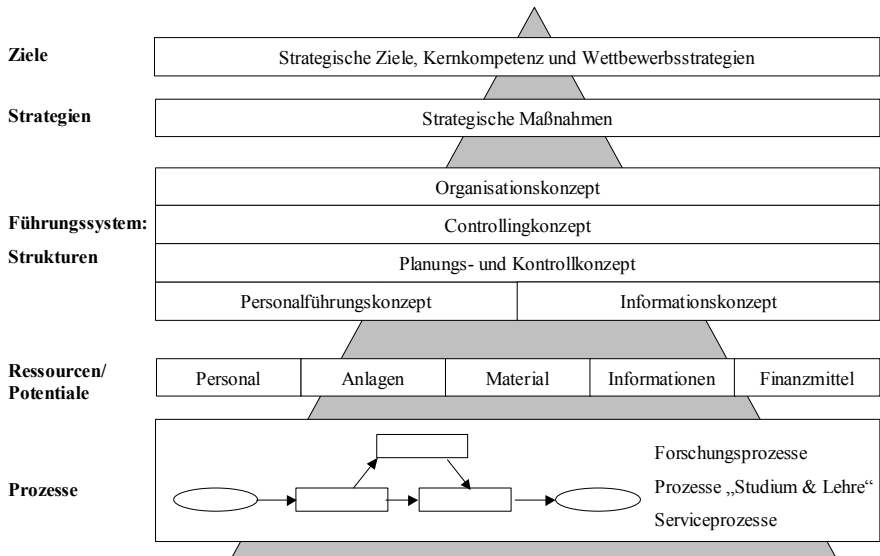 Ziele
Strategische Ziele, Kernkompetenz und Wettbewerbsstrategien
Strategien
Strategische Maßnahmen
Organisationskonzept
Führungssystem:
Controllingkonzept
Strukturen
Planungs- und Kontrollkonzept
Personalführungskonzept
Informationskonzept
Ressourcen/
Potentiale
Personal
Anlagen
Material
Informationen
Finanzmittel
Prozesse
Forschungsprozesse
Prozesse „Studium & Lehre“
Serviceprozesse